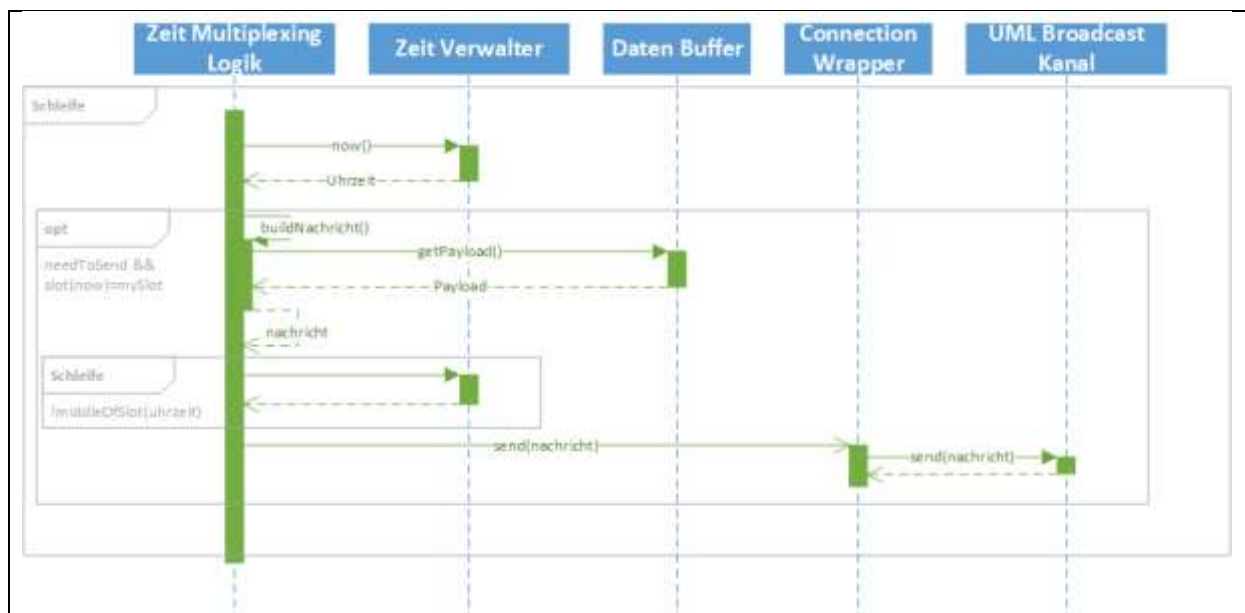 Zeit Multiplexing
Logik
Zeit Verwalter
Daten Buffer
Connection
Wrapper
UML Broadcast
Kanal
Schleife
now()
Uhrzeit
opt
buildNachricht()
needToSend &&
slot(now)=mySlot
getPayload()
Payload
nachricht
Schleife
!middleOfSlot(uhrzeit)
send(nachricht)
send(nachricht)